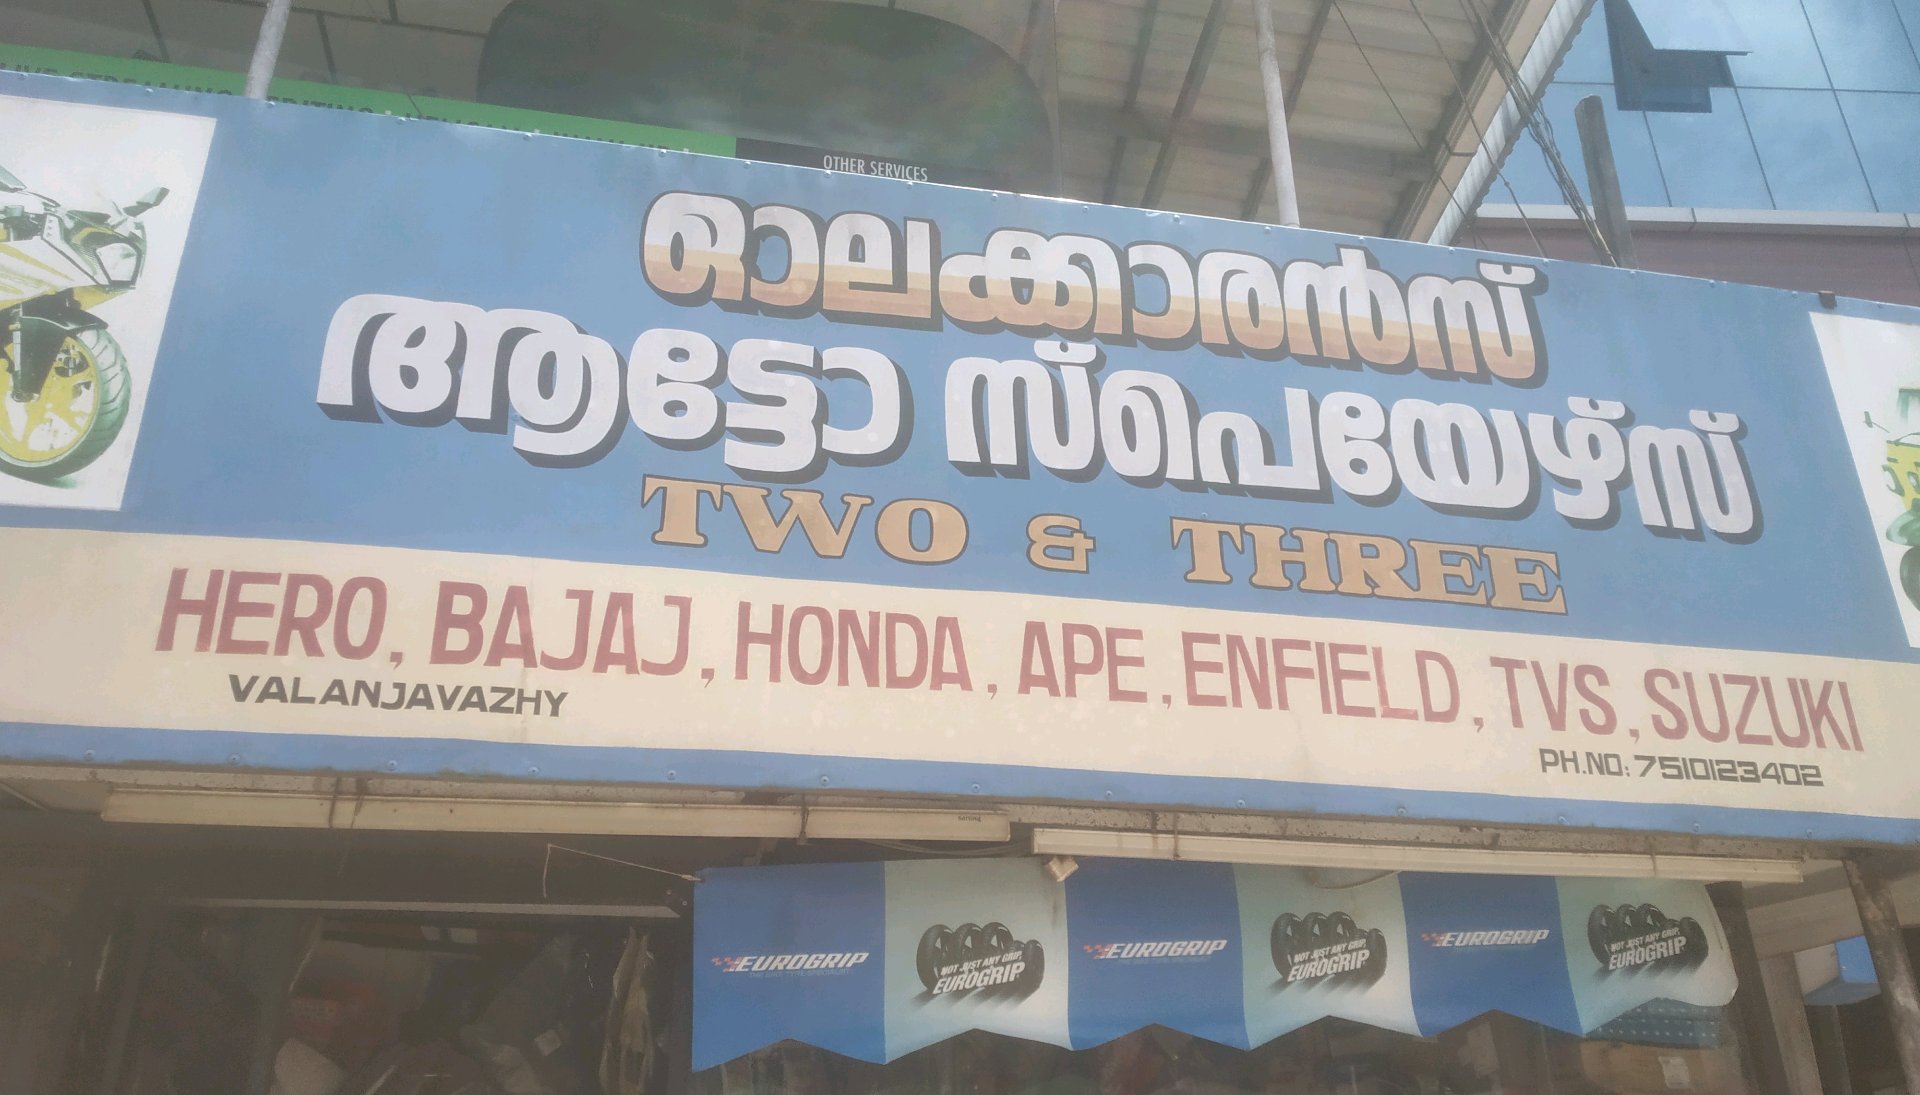 OTHER SERVICES
ഓലക്കാരൻസ്
ആട്ടോ സ്പെയേഴ്സ്
TWO & THREE
HERO, BAJAJ, HONDA, APE, ENFIELD, TVS, SUZUKI
VALANJAVAZHY
PH.NO: 7510123402
EUROGRIP
NOT JUST ANY GRIP,
EUROGRIP
EUROGRIP
NOT JUST ANY GRIP,
EUROGRIP
EUROGRIP
NOT JUST ANY GRIP,
EUROGRIP